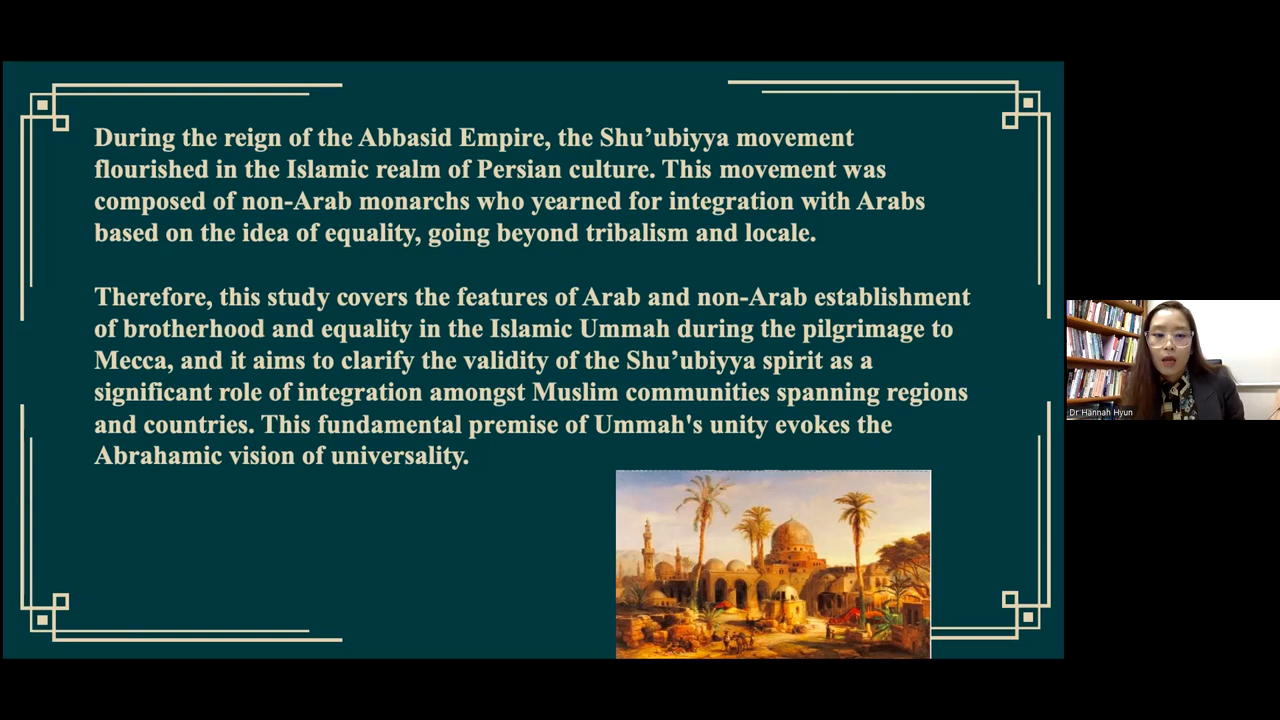 During the reign of the Abbasid Empire, the Shu’ubiyya movement
flourished in the Islamic realm of Persian culture. This movement was
composed of non-Arab monarchs who yearned for integration with Arabs
based on the idea of equality, going beyond tribalism and locale.
Therefore, this study covers the features of Arab and non-Arab establishment
of brotherhood and equality in the Islamic Ummah during the pilgrimage to
Mecca, and it aims to clarify the validity of the Shu’ubiyya spirit as a
significant role of integration amongst Muslim communities spanning regions
and countries. This fundamental premise of Ummah's unity evokes the
Abrahamic vision of universality.
Dr Hannah Hyun